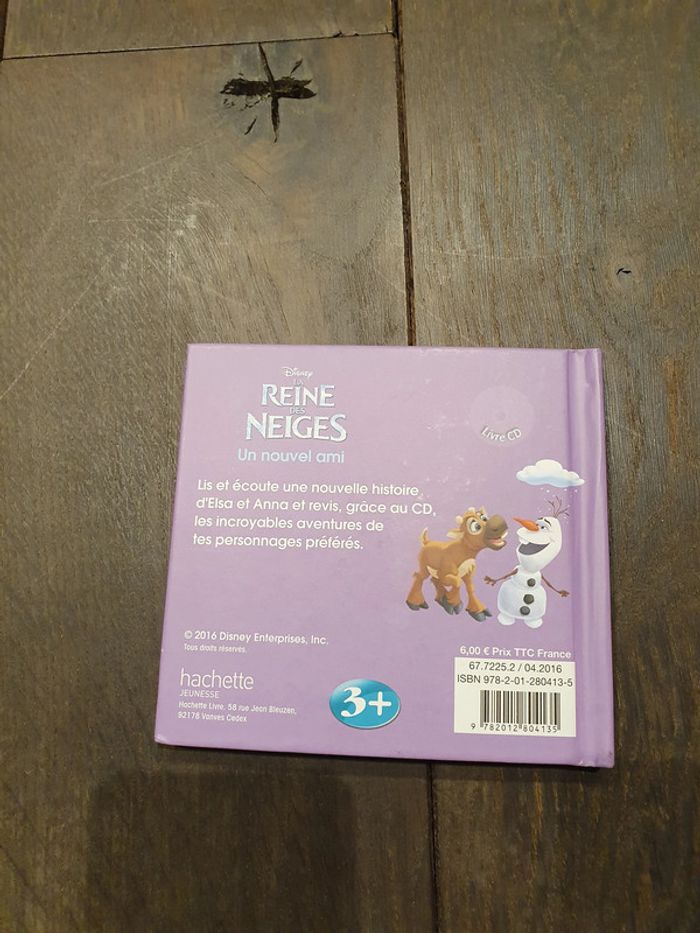 Disney
LA
REINE
DES
NEIGES
Un nouvel ami
Livre CD
Lis et écoute une nouvelle histoire
d'Elsa et Anna et revis, grâce au CD,
les incroyables aventures de
tes personnages préférés.
© 2016 Disney Enterprises, Inc.
Tous droits réservés.
hachette
JEUNESSE
Hachette Livre, 58 rue Jean Bleuzen,
92178 Vanves Cedex
3+
6,00 € Prix TTC France
67.7225.2 / 04.2016
ISBN 978-2-01-280413-5
9 782012 804135